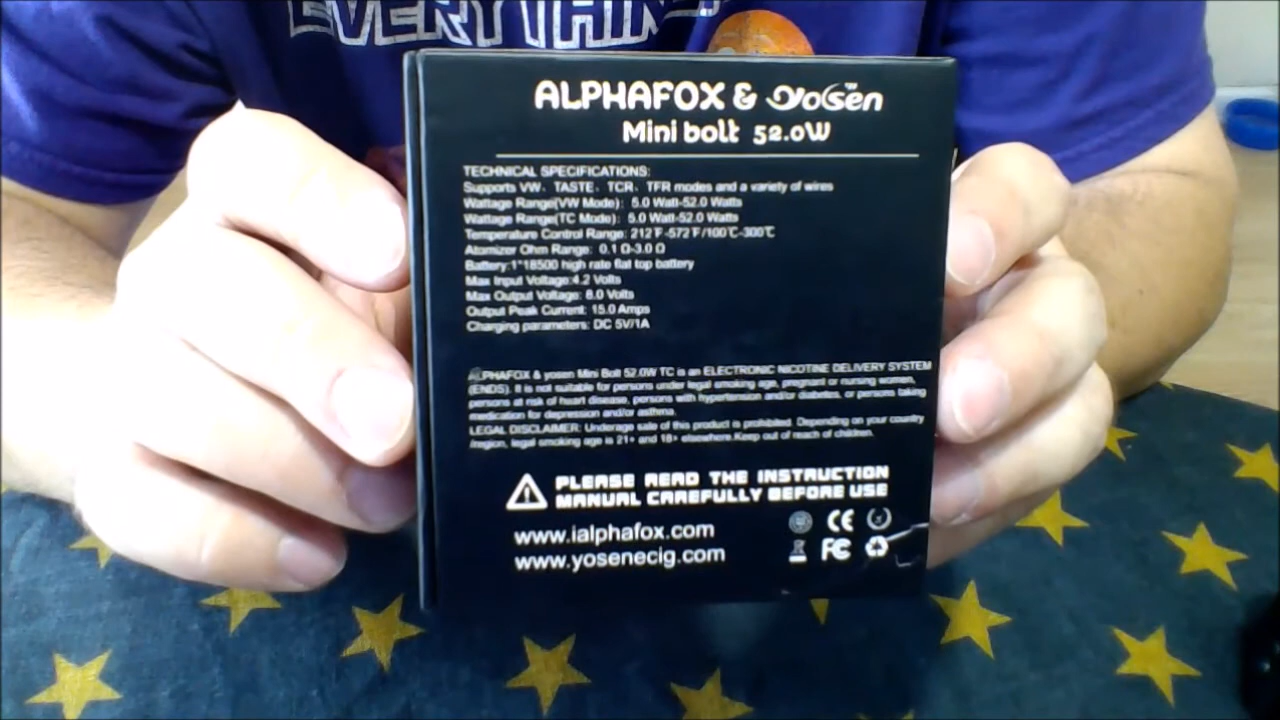 EVERYTHING
ALPHAFOX & Yosen™
Mini bolt 52.0W
TECHNICAL SPECIFICATIONS:
Supports VW、TASTE、TCR、TFR modes and a variety of wires
Wattage Range(VW Mode)： 5.0 Watt-52.0 Watts
Wattage Range(TC Mode)： 5.0 Watt-52.0 Watts
Temperature Control Range: 212℉-572℉/100℃-300℃
Atomizer Ohm Range: 0.1 Ω-3.0 Ω
Battery:1*18500 high rate flat top battery
Max Input Voltage:4.2 Volts
Max Output Voltage: 8.0 Volts
Output Peak Current: 15.0 Amps
Charging parameters: DC 5V/1A
ALPHAFOX & yosen Mini Bolt 52.0W TC is an ELECTRONIC NICOTINE DELIVERY SYSTEM
(ENDS). It is not suitable for persons under legal smoking age, pregnant or nursing women,
persons at risk of heart disease, persons with hypertension and/or diabetes, or persons taking
medication for depression and/or asthma.
LEGAL DISCLAIMER: Underage sale of this product is prohibited. Depending on your country
/region, legal smoking age is 21+ and 18+ elsewhere.Keep out of reach of children.
PLEASE READ THE INSTRUCTION
MANUAL CAREFULLY BEFORE USE
www.ialphafox.com
www.yosenecig.com
CE
FC